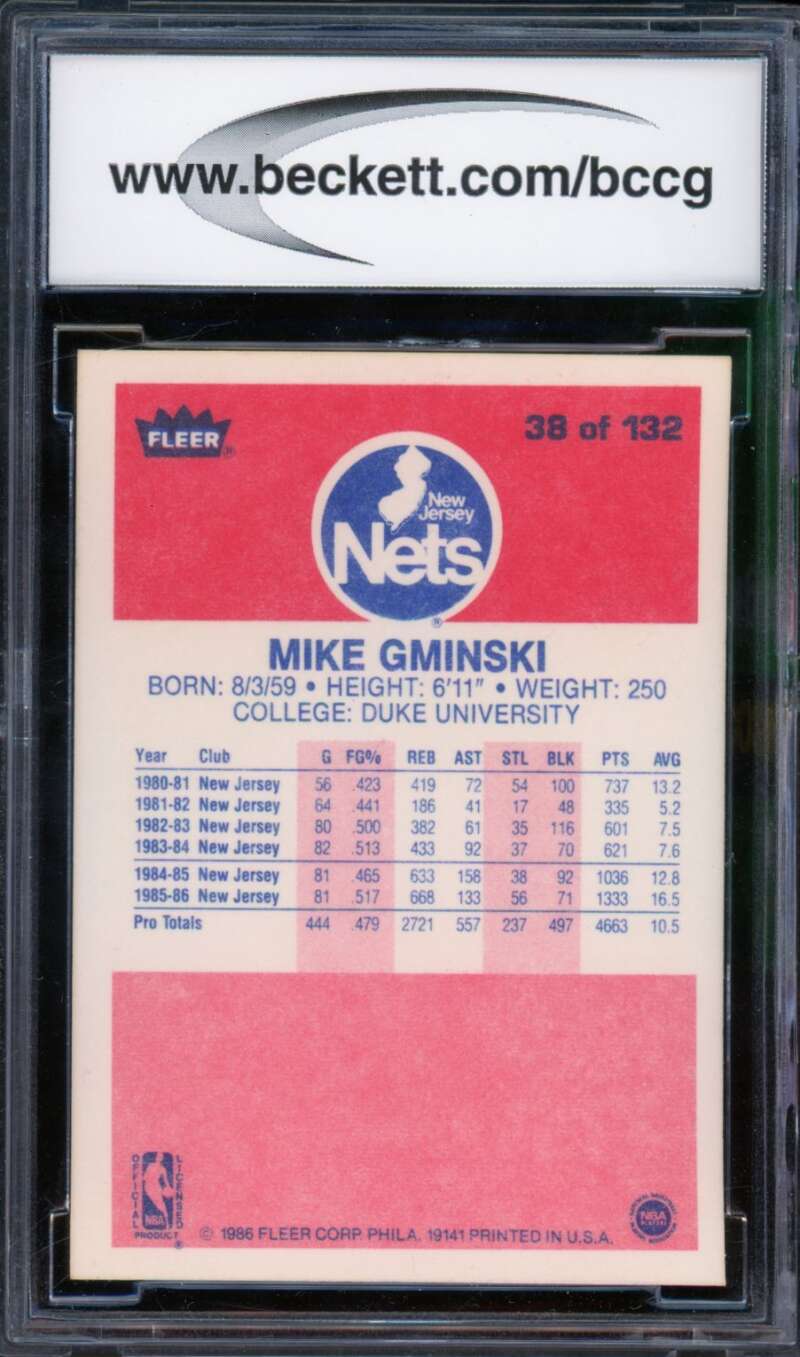 www.beckett.com/bccg
FLEER®
38 of 132
New
Jersey
Nets
®
MIKE GMINSKI
BORN: 8/3/59 • HEIGHT: 6'11" • WEIGHT: 250
COLLEGE: DUKE UNIVERSITY
Year Club G FG% REB AST STL BLK PTS AVG
1980-81 New Jersey 56 .423 419 72 54 100 737 13.2
1981-82 New Jersey 64 .441 186 41 17 48 335 5.2
1982-83 New Jersey 80 .500 382 61 35 116 601 7.5
1983-84 New Jersey 82 .513 433 92 37 70 621 7.6
1984-85 New Jersey 81 .465 633 158 38 92 1036 12.8
1985-86 New Jersey 81 .517 668 133 56 71 1333 16.5
Pro Totals 444 .479 2721 557 237 497 4663 10.5
OFFICIAL
LICENSED
NBA
PRODUCT
®
© 1986 FLEER CORP. PHILA. 19141 PRINTED IN U.S.A.
NBA
PLAYERS